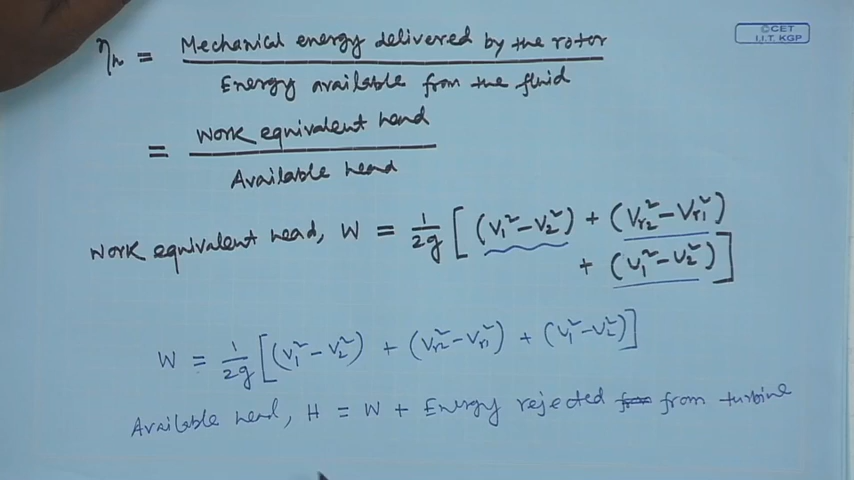 © CET
I.I.T. KGP
ηh = Mechanical energy delivered by the rotor / Energy available from the fluid
= Work equivalent head / Available head
Work equivalent head, W = 1/2g [(V₁² − V₂²) + (Vr₂² − Vr₁²)
+ (U₁² − U₂²)]
W = 1/2g [(V₁² − V₂²) + (Vr₂² − Vr₁²) + (U₁² − U₂²)]
Available head, H = W + Energy rejected from turbine